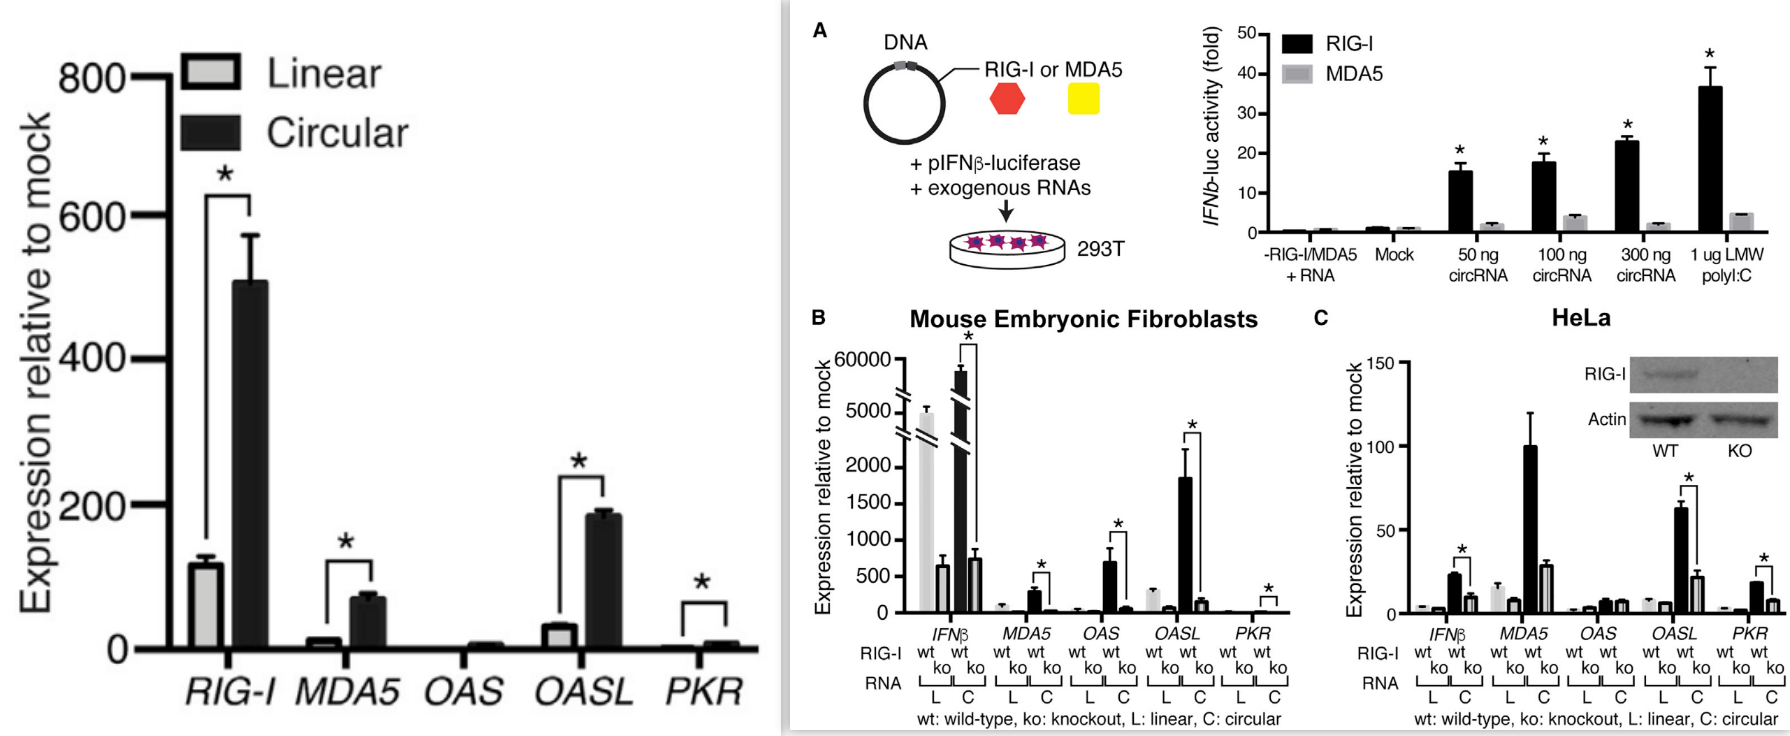 Expression relative to mock
800
600
400
200
0
Linear
Circular
*
*
*
*
RIG-I MDA5 OAS OASL PKR
A
DNA
RIG-I or MDA5
+ pIFNβ-luciferase
+ exogenous RNAs
293T
IFNb-luc activity (fold)
50
40
30
20
10
0
RIG-I
MDA5
*
*
*
*
-RIG-I/MDA5
+ RNA
Mock
50 ng
circRNA
100 ng
circRNA
300 ng
circRNA
1 ug LMW
polyI:C
B
Mouse Embryonic Fibroblasts
Expression relative to mock
60000
5000
2000
1500
1000
500
0
*
*
*
*
*
IFNβ MDA5 OAS OASL PKR
RIG-I wt wt wt wt wt wt wt wt wt wt
ko ko ko ko ko ko ko ko ko ko
RNA
L C L C L C L C L C
wt: wild-type, ko: knockout, L: linear, C: circular
C
HeLa
Expression relative to mock
150
100
50
0
RIG-I
Actin
WT KO
*
*
*
IFNβ MDA5 OAS OASL PKR
RIG-I wt wt wt wt wt wt wt wt wt wt
ko ko ko ko ko ko ko ko ko ko
RNA
L C L C L C L C L C
wt: wild-type, ko: knockout, L: linear, C: circular